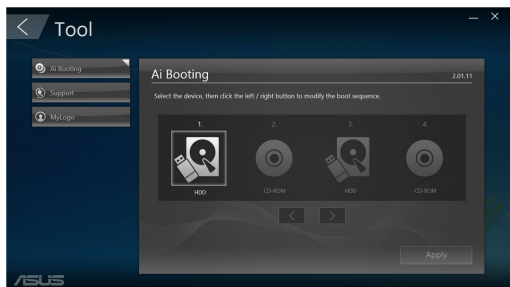 Tool
Ai Booting
Support
MyLogo
Ai Booting
2.01.11
Select the device, then click the left / right button to modify the boot sequence.
1. 2. 3. 4.
HDD CD-ROM HDD CD-ROM
Apply
ASUS